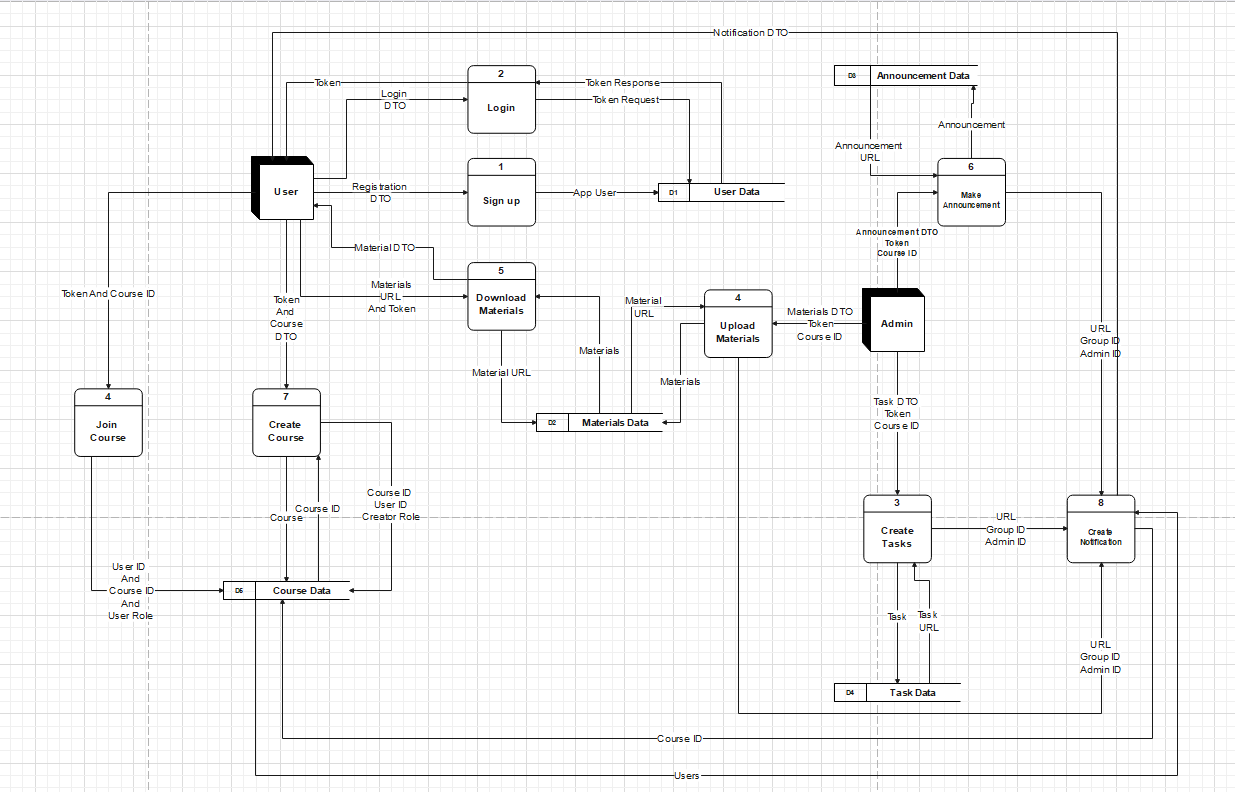 Notification DTO
2
Login
Token
Login
DTO
Token Response
Token Request
D3
Announcement Data
Announcement
Announcement
URL
User
Registration
DTO
1
Sign up
App User
D1
User Data
6
Make
Announcement
Announcement DTO
Token
Course ID
Material DTO
Materials
URL
And Token
5
Download
Materials
Token And Course ID
Token
And
Course
DTO
Material
URL
4
Upload
Materials
Materials DTO
Token
Course ID
Admin
URL
Group ID
Admin ID
Materials
Material URL
Materials
D2
Materials Data
4
Join
Course
7
Create
Course
Task DTO
Token
Course ID
Course ID
User ID
Creator Role
Course ID
Course
3
Create
Tasks
URL
Group ID
Admin ID
8
Create
Notification
User ID
And
Course ID
And
User Role
D5
Course Data
Task
Task
URL
URL
Group ID
Admin ID
D4
Task Data
Course ID
Users